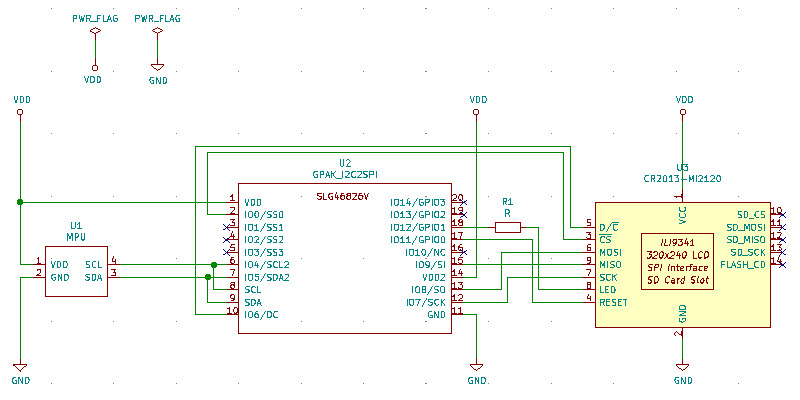 PWR_FLAG
PWR_FLAG
VDD
GND
VDD
VDD
VDD
U1
MPU
1 VDD SCL 4
2 GND SDA 3
GND
U2
GPAK_I2C2SPI
SLG46826V
1 VDD
2 IO0/SS0
3 IO1/SS1
4 IO2/SS2
5 IO3/SS3
6 IO4/SCL2
7 IO5/SDA2
8 SCL
9 SDA
10 IO6/DC
IO14/GPIO3 20
IO13/GPIO2 19
IO12/GPIO1 18
IO11/GPIO0 17
IO10/NC 16
IO9/SI 15
VDD2 14
IO8/SO 13
IO7/SCK 12
GND 11
GND
R1
R
U3
CR2013-MI2120
1
VCC
5 D/C
3 CS
6 MOSI
9 MISO
7 SCK
8 LED
4 RESET
ILI9341
320x240 LCD
SPI Interface
SD Card Slot
SD_CS 10
SD_MOSI 11
SD_MISO 12
SD_SCK 13
FLASH_CD 14
GND
2
GND